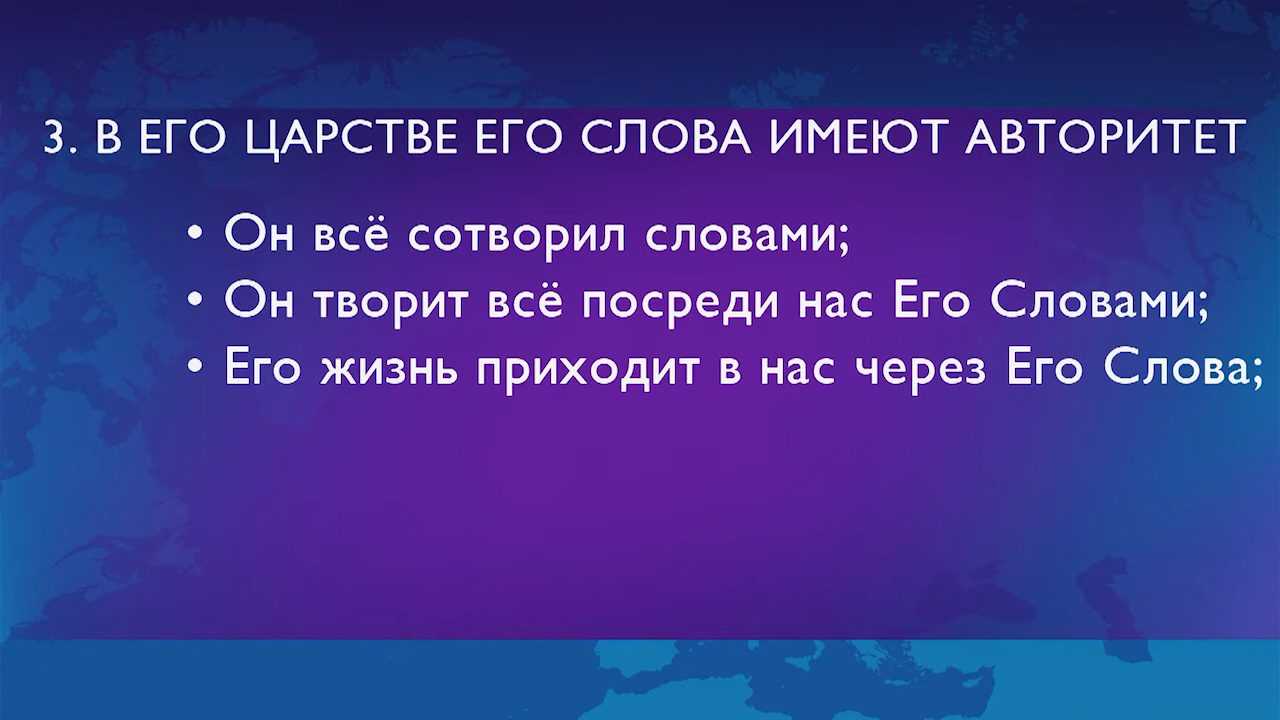 3. В ЕГО ЦАРСТВЕ ЕГО СЛОВА ИМЕЮТ АВТОРИТЕТ
• Он всё сотворил словами;
• Он творит всё посреди нас Его Словами;
• Его жизнь приходит в нас через Его Слова;